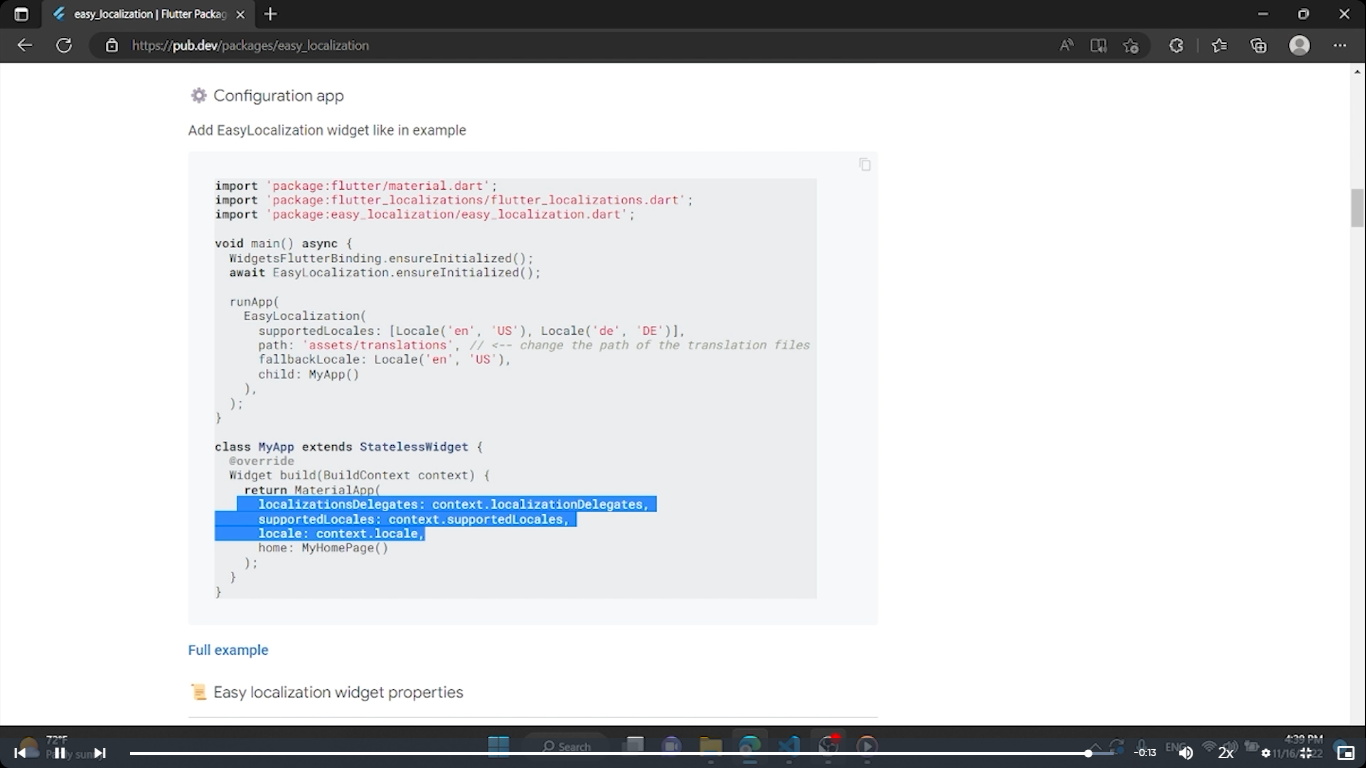 easy_localization | Flutter Packag
https://pub.dev/packages/easy_localization
Configuration app
Add EasyLocalization widget like in example
import 'package:flutter/material.dart';
import 'package:flutter_localizations/flutter_localizations.dart';
import 'package:easy_localization/easy_localization.dart';
void main() async {
WidgetsFlutterBinding.ensureInitialized();
await EasyLocalization.ensureInitialized();
runApp(
EasyLocalization(
supportedLocales: [Locale('en', 'US'), Locale('de', 'DE')],
path: 'assets/translations', // <-- change the path of the translation files
fallbackLocale: Locale('en', 'US'),
child: MyApp()
),
);
}
class MyApp extends StatelessWidget {
@override
Widget build(BuildContext context) {
return MaterialApp(
localizationsDelegates: context.localizationDelegates,
supportedLocales: context.supportedLocales,
locale: context.locale,
home: MyHomePage()
);
}
}
Full example
Easy localization widget properties
72°F
Search
ENG
4:39 PM
-0:13
2x